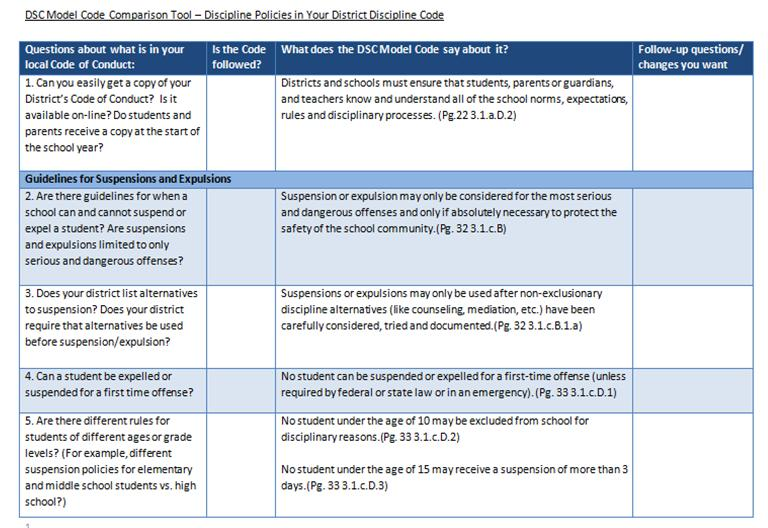 DSC Model Code Comparison Tool – Discipline Policies in Your District Discipline Code
Questions about what is in your
local Code of Conduct:
Is the Code
followed?
What does the DSC Model Code say about it?
Follow-up questions/
changes you want
1. Can you easily get a copy of your
District's Code of Conduct? Is it
available on-line? Do students and
parents receive a copy at the start of
the school year?
Districts and schools must ensure that students, parents or guardians,
and teachers know and understand all of the school norms, expectations,
rules and disciplinary processes. (Pg.22 3.1.a.D.2)
Guidelines for Suspensions and Expulsions
2. Are there guidelines for when a
school can and cannot suspend or
expel a student? Are suspensions
and expulsions limited to only
serious and dangerous offenses?
Suspension or expulsion may only be considered for the most serious
and dangerous offenses and only if absolutely necessary to protect the
safety of the school community.(Pg. 32 3.1.c.B)
3. Does your district list alternatives
to suspension? Does your district
require that alternatives be used
before suspension/expulsion?
Suspensions or expulsions may only be used after non-exclusionary
discipline alternatives (like counseling, mediation, etc.) have been
carefully considered, tried and documented.(Pg. 32 3.1.c.B.1.a)
4. Can a student be expelled or
suspended for a first time offense?
No student can be suspended or expelled for a first-time offense (unless
required by federal or state law or in an emergency). (Pg. 33 3.1.c.D.1)
5. Are there different rules for
students of different ages or grade
levels? (For example, different
suspension policies for elementary
and middle school students vs. high
school?)
No student under the age of 10 may be excluded from school for
disciplinary reasons.(Pg. 33 3.1.c.D.2)
No student under the age of 15 may receive a suspension of more than 3
days.(Pg. 33 3.1.c.D.3)
1